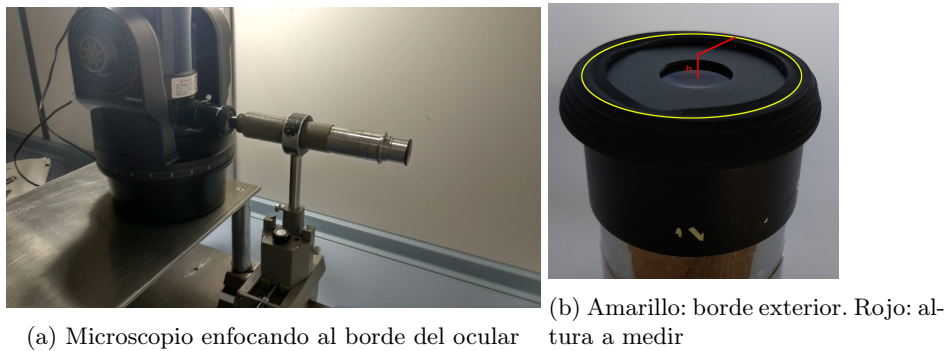 h
(a) Microscopio enfocando al borde del ocular
(b) Amarillo: borde exterior. Rojo: al-
tura a medir